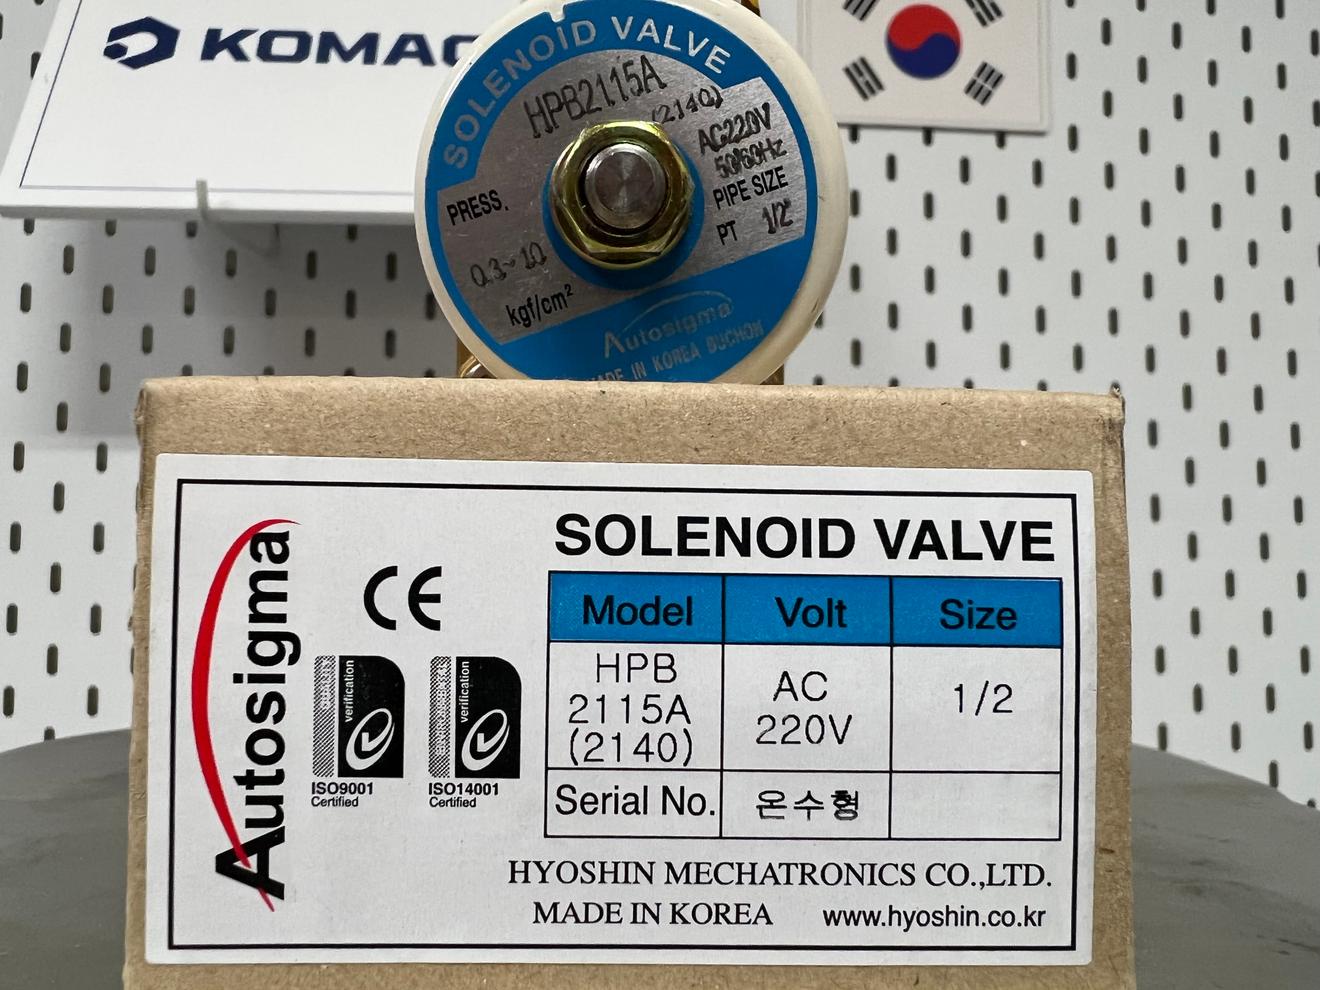 KOMAC
SOLENOID VALVE
HPB2115A
(2140)
AC220V
50/60Hz
PIPE SIZE
PT 1/2"
PRESS.
0.3~10
kgf/cm²
Autosigma
MADE IN KOREA BUCHON
Autosigma
CE
verification
ISO9001
Certified
verification
ISO14001
Certified
SOLENOID VALVE
Model Volt Size
HPB
2115A
(2140)
AC
220V
1/2
Serial No. 온수형
HYOSHIN MECHATRONICS CO.,LTD.
MADE IN KOREA www.hyoshin.co.kr